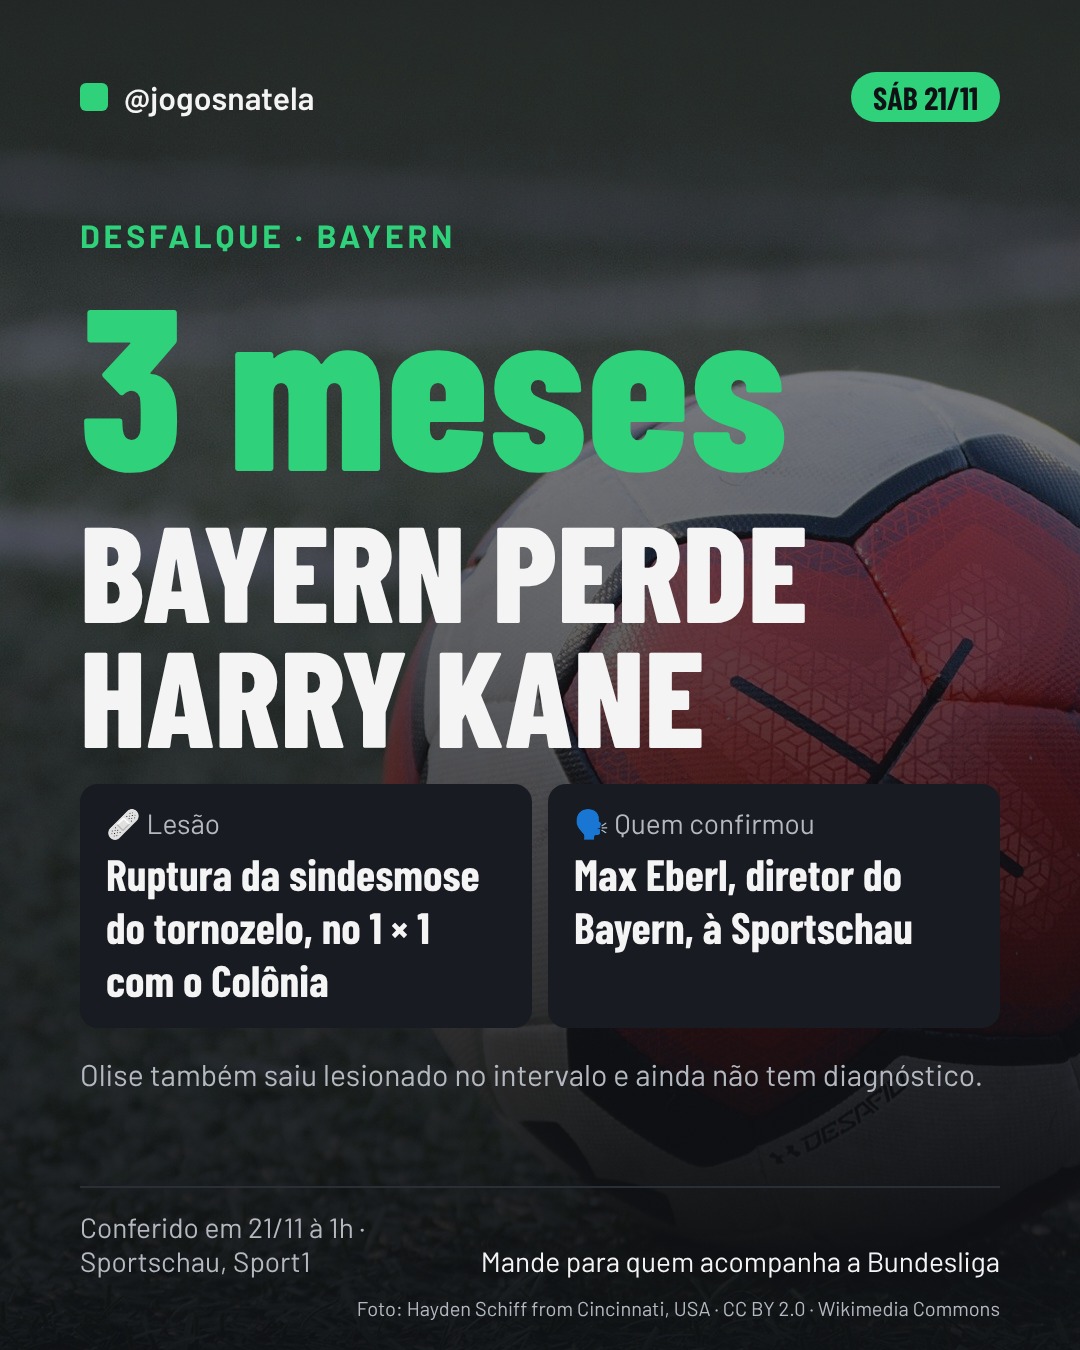 @jogosnatela
SÁB 21/11
DESFALQUE · BAYERN
3 meses
BAYERN PERDE
HARRY KANE
Lesão
Ruptura da sindesmose
do tornozelo, no 1 × 1
com o Colônia
Quem confirmou
Max Eberl, diretor do
Bayern, à Sportschau
Olise também saiu lesionado no intervalo e ainda não tem diagnóstico.
DESAFIO
Conferido em 21/11 à 1h ·
Sportschau, Sport1
Mande para quem acompanha a Bundesliga
Foto: Hayden Schiff from Cincinnati, USA · CC BY 2.0 · Wikimedia Commons